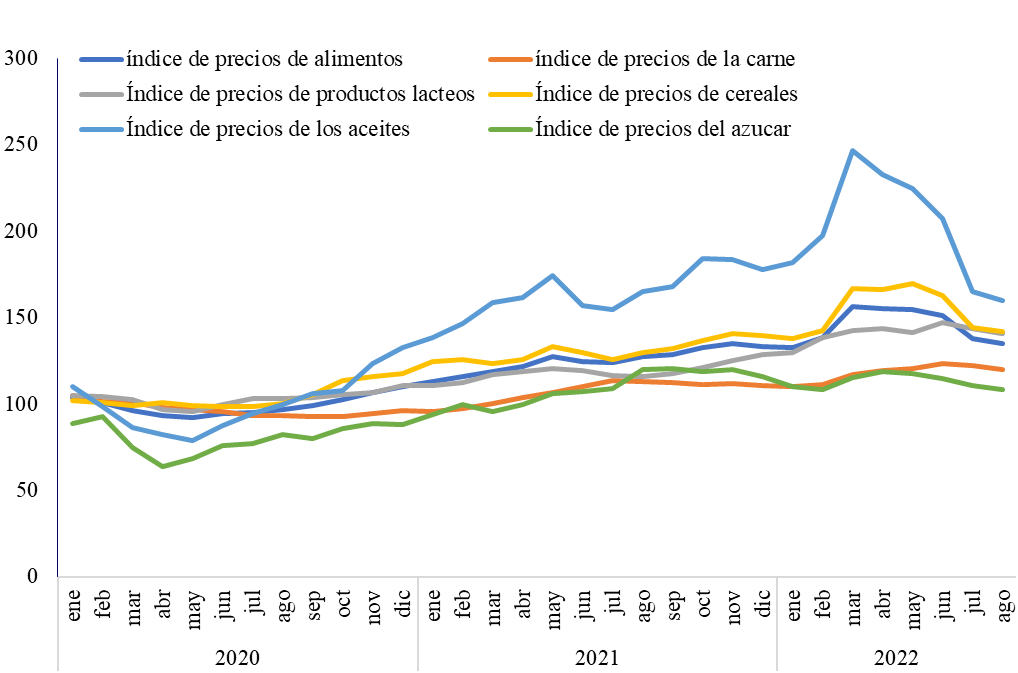 300
índice de precios de alimentos
índice de precios de la carne
Índice de precios de productos lacteos
Índice de precios de cereales
Índice de precios de los aceites
Índice de precios del azucar
250
200
150
100
50
0
ene feb mar abr may jun jul ago sep oct nov dic ene feb mar abr may jun jul ago sep oct nov dic ene feb mar abr may jun jul ago
2020 2021 2022